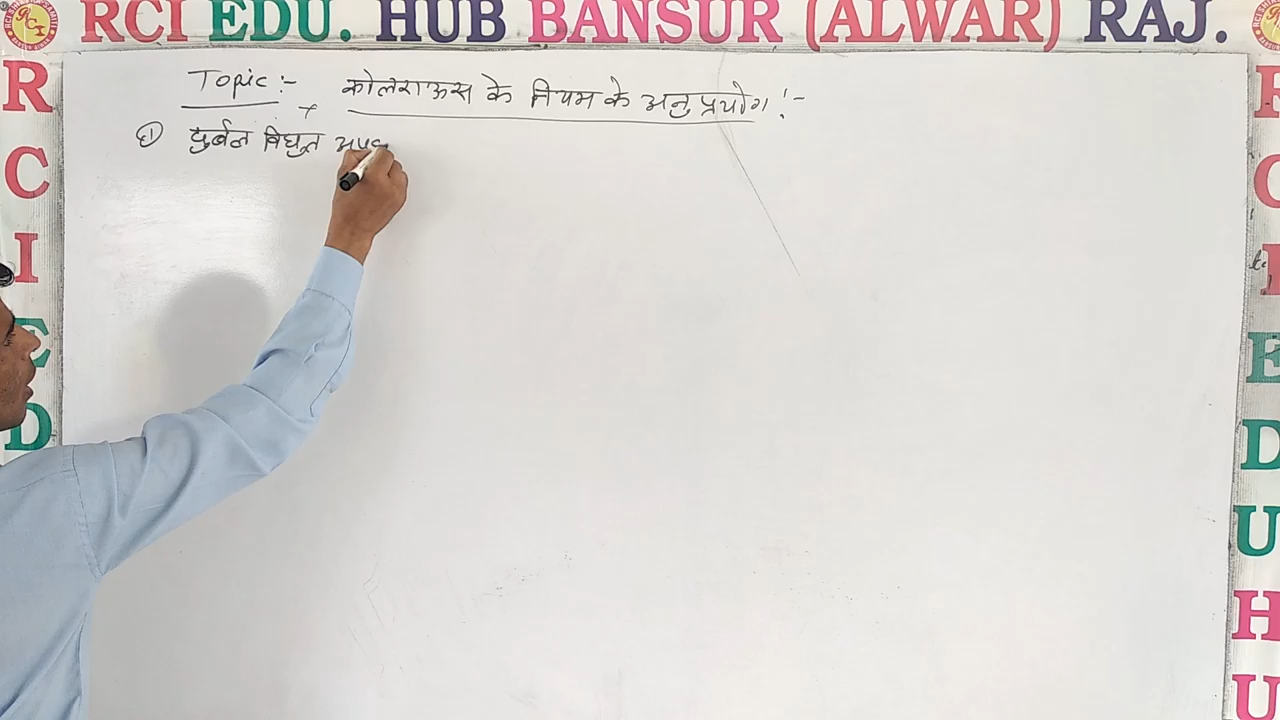 RCI EDU. HUB BANSUR (ALWAR) RAJ.
Topic :- कोलराऊस के नियम के अनुप्रयोग :-
① दुर्बल विघुत अपघ
R
C
I
E
D
R
C
I
E
D
U
H
U